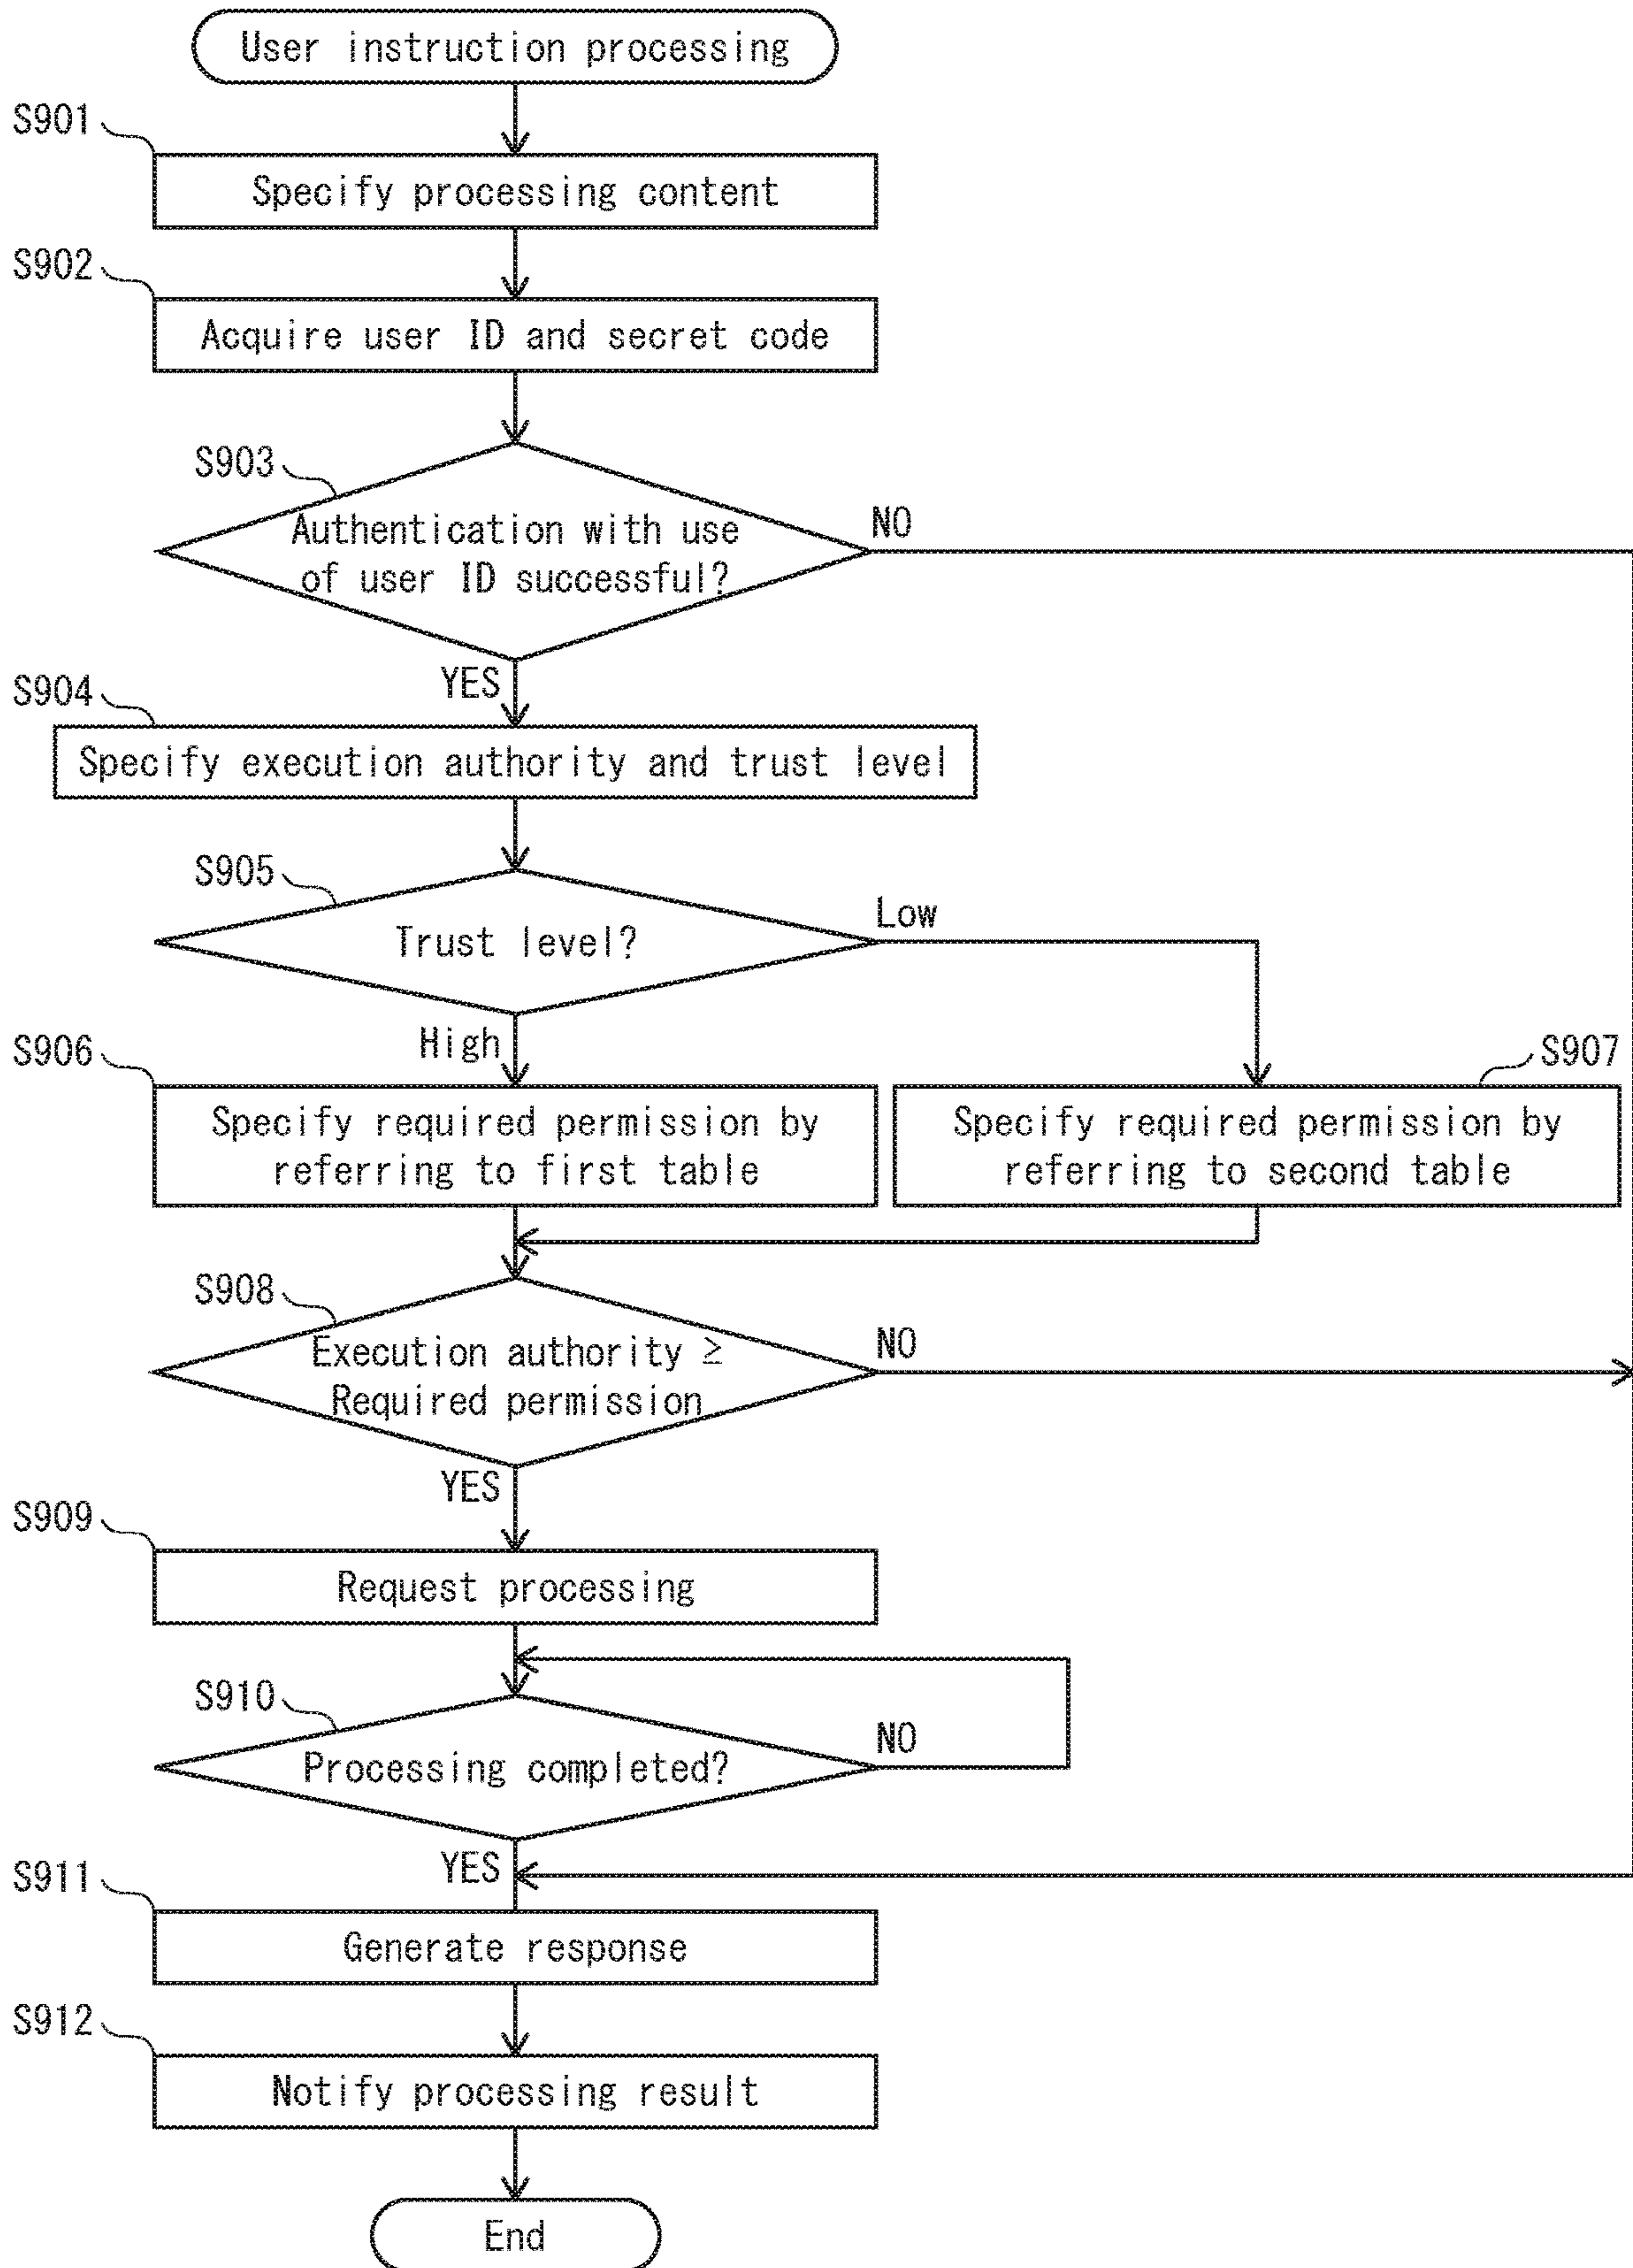 User instruction processing
S901
Specify processing content
S902
Acquire user ID and secret code
S903
Authentication with use
of user ID successful?
NO
YES
S904
Specify execution authority and trust level
S905
Trust level?
Low
High
S906
Specify required permission by
referring to first table
S907
Specify required permission by
referring to second table
S908
Execution authority ≥
Required permission
NO
YES
S909
Request processing
S910
Processing completed?
NO
YES
S911
Generate response
S912
Notify processing result
End